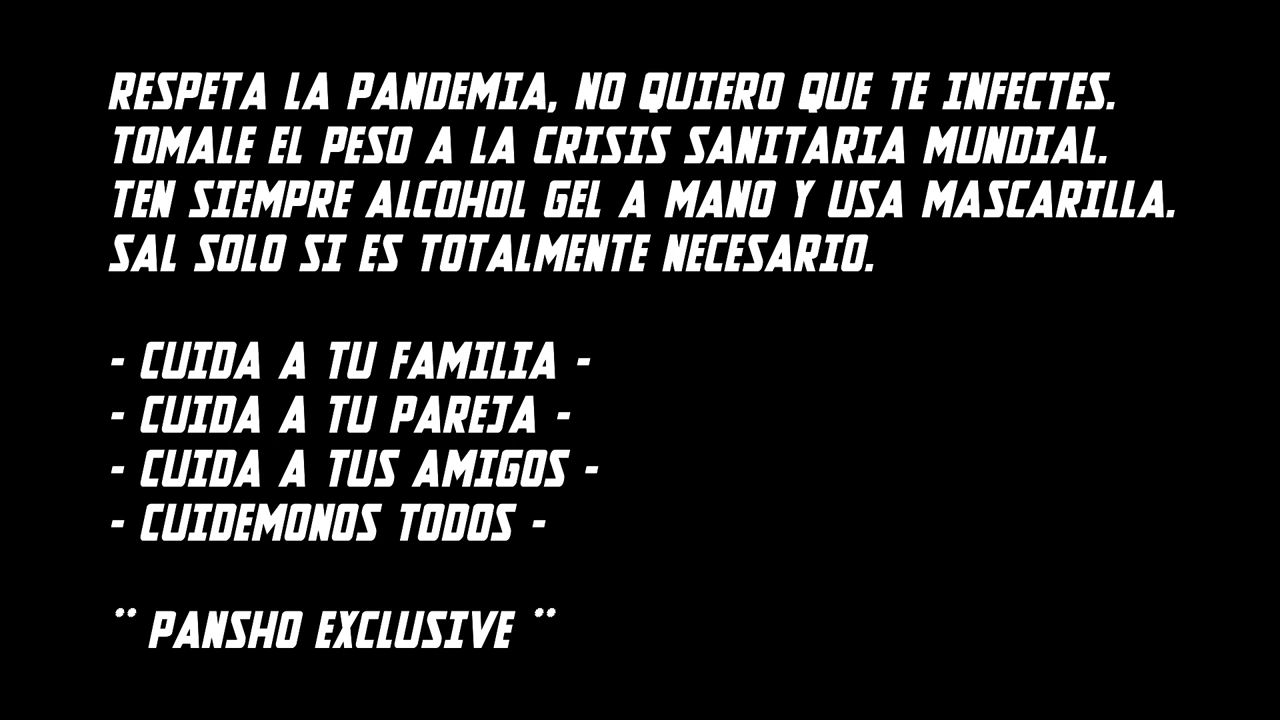 RESPETA LA PANDEMIA, NO QUIERO QUE TE INFECTES.
TOMALE EL PESO A LA CRISIS SANITARIA MUNDIAL.
TEN SIEMPRE ALCOHOL GEL A MANO Y USA MASCARILLA.
SAL SOLO SI ES TOTALMENTE NECESARIO.
- CUIDA A TU FAMILIA -
- CUIDA A TU PAREJA -
- CUIDA A TUS AMIGOS -
- CUIDEMONOS TODOS -
¨ PANSHO EXCLUSIVE ¨